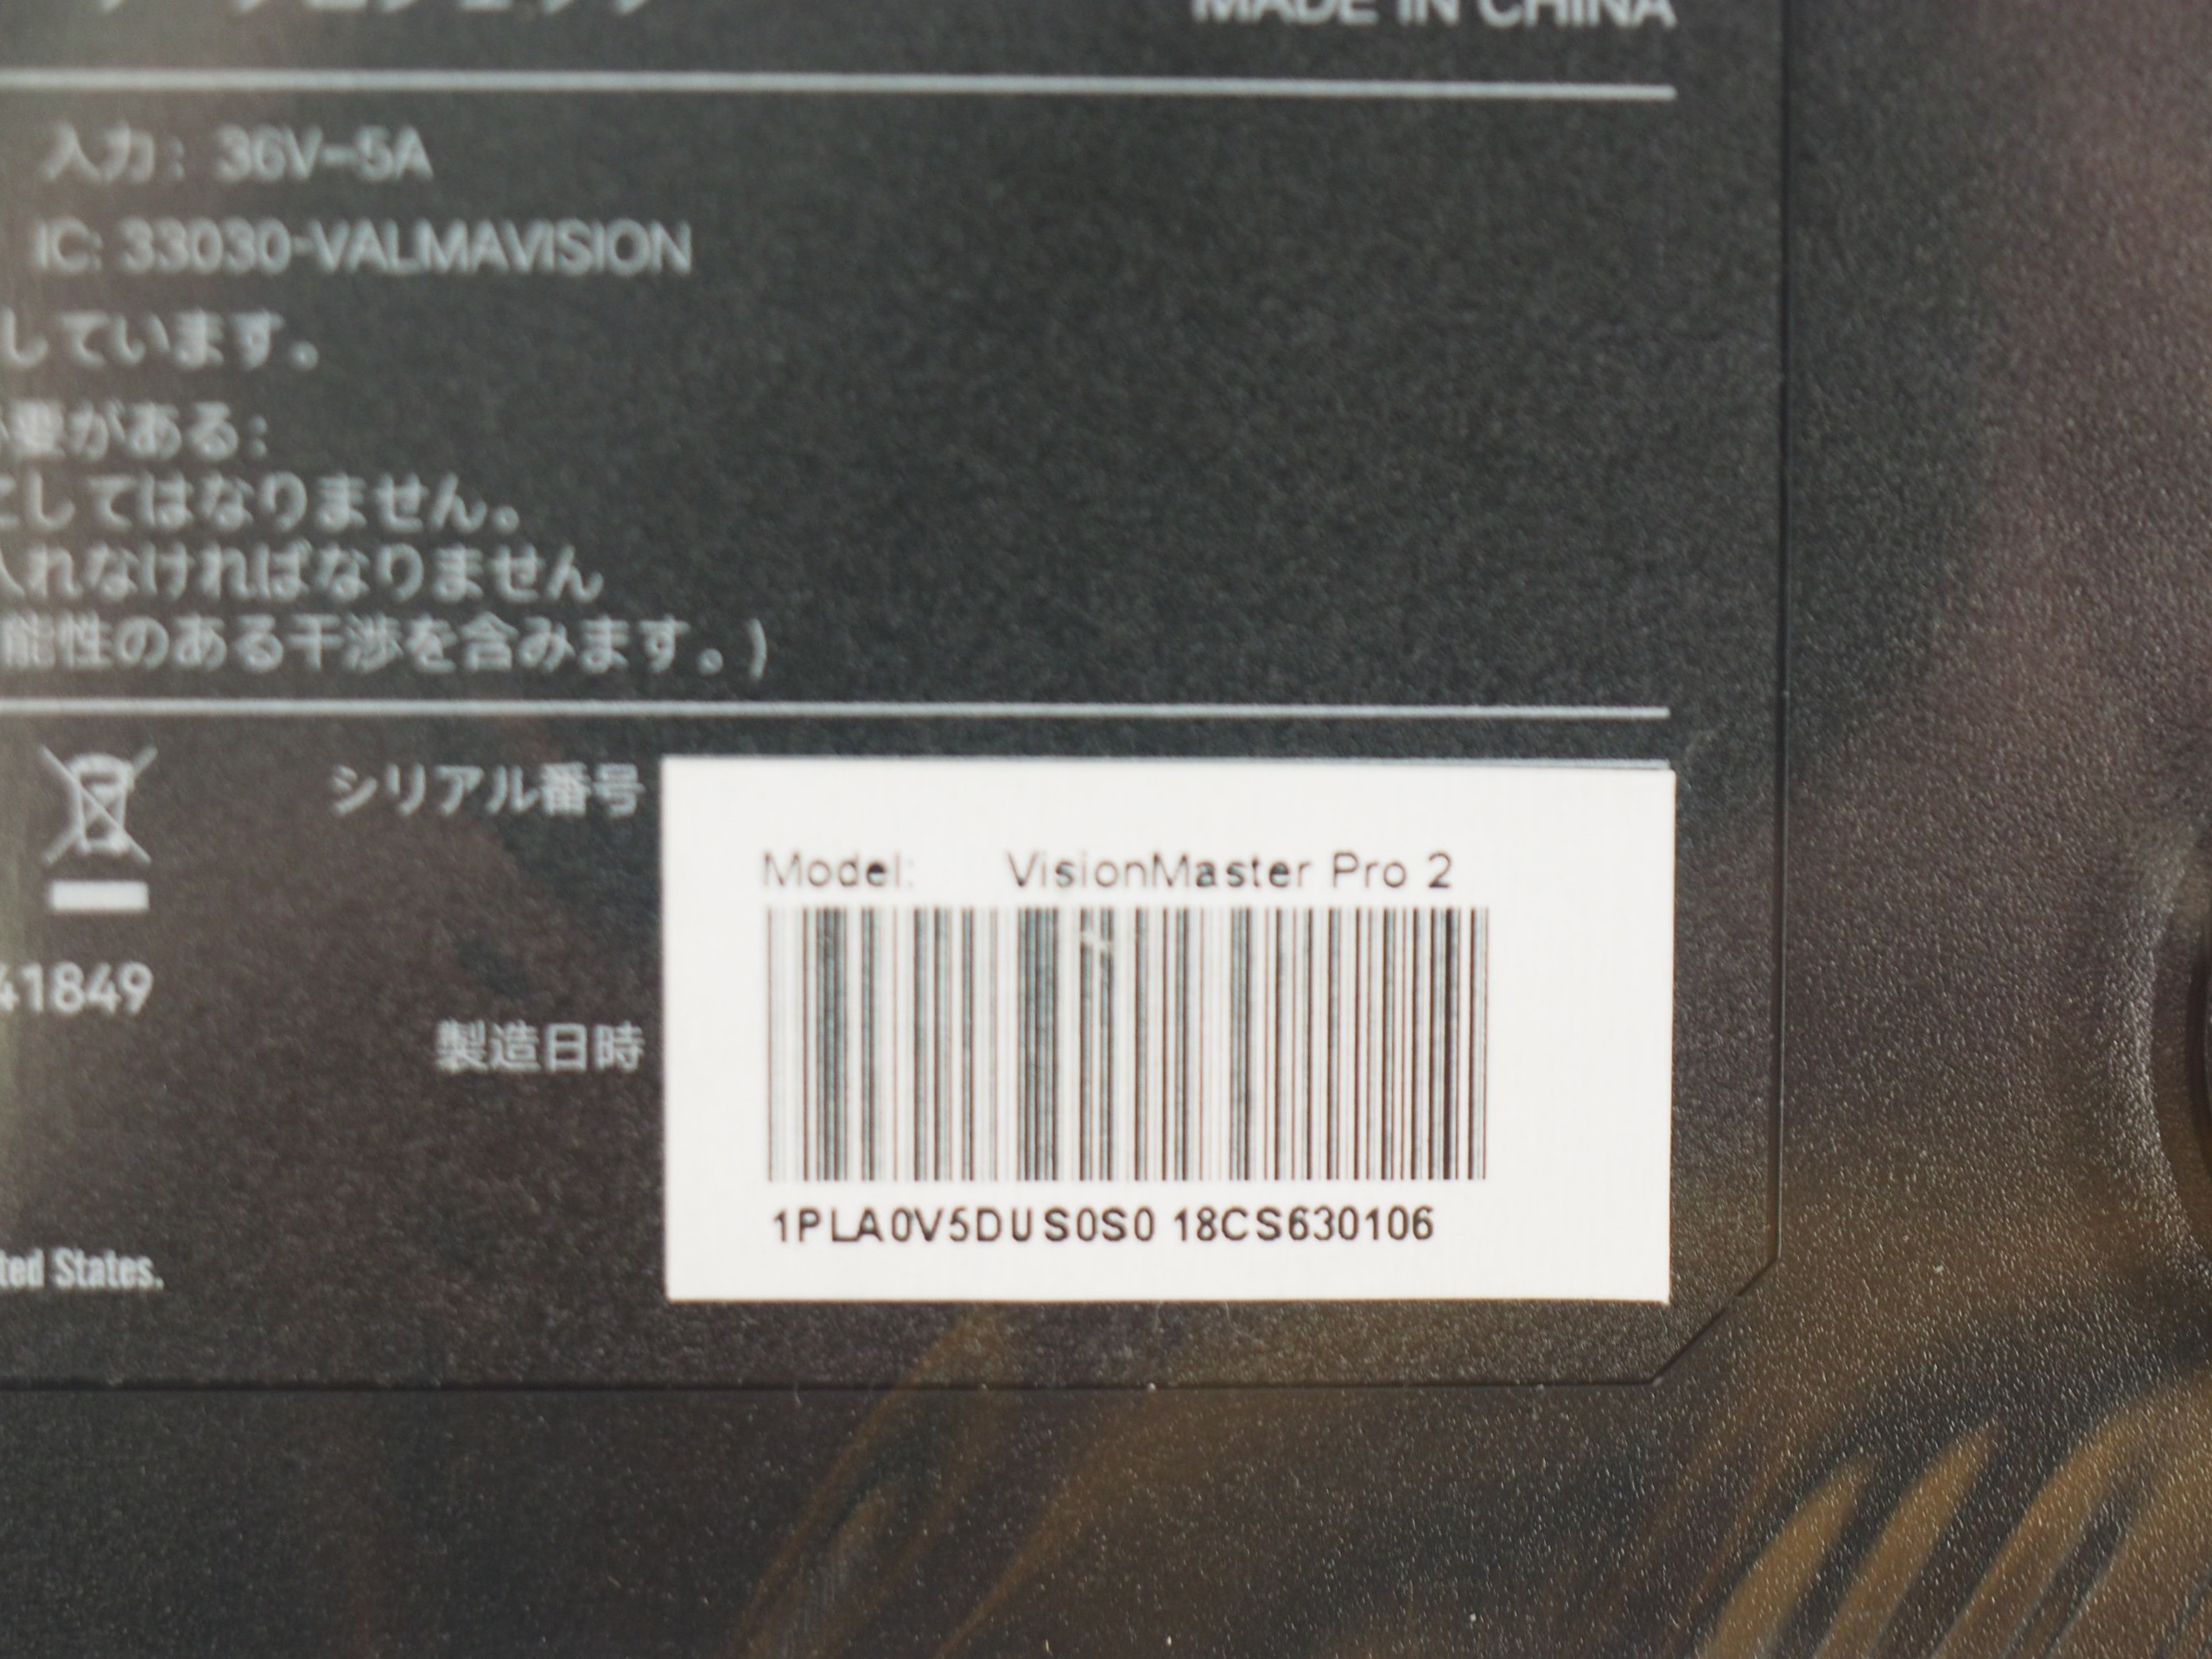 MADE IN CHINA
入力: 36V⎓5A
IC: 33030-VALMAVISION
しています。
必要がある:
としてはなりません。
入れなければなりません
能性のある干渉を含みます。)
シリアル番号
Model: VisionMaster Pro 2
41849
製造日時
1PLA0V5DUS0S0 18CS630106
ted States.